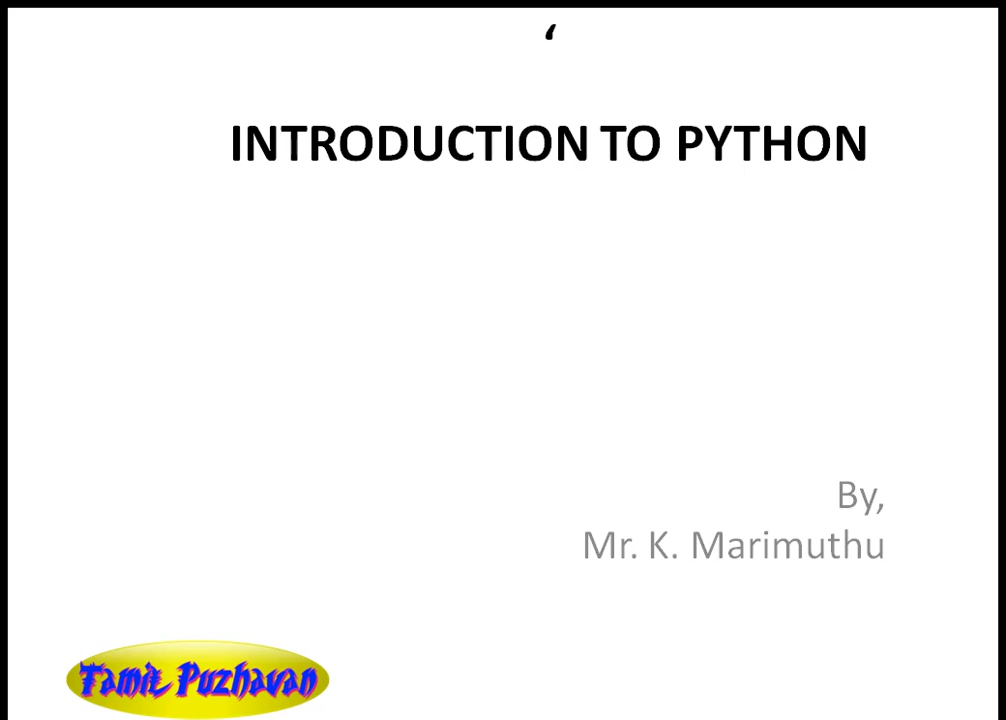 ‘
INTRODUCTION TO PYTHON
By,
Mr. K. Marimuthu
Tamil Puzhavan